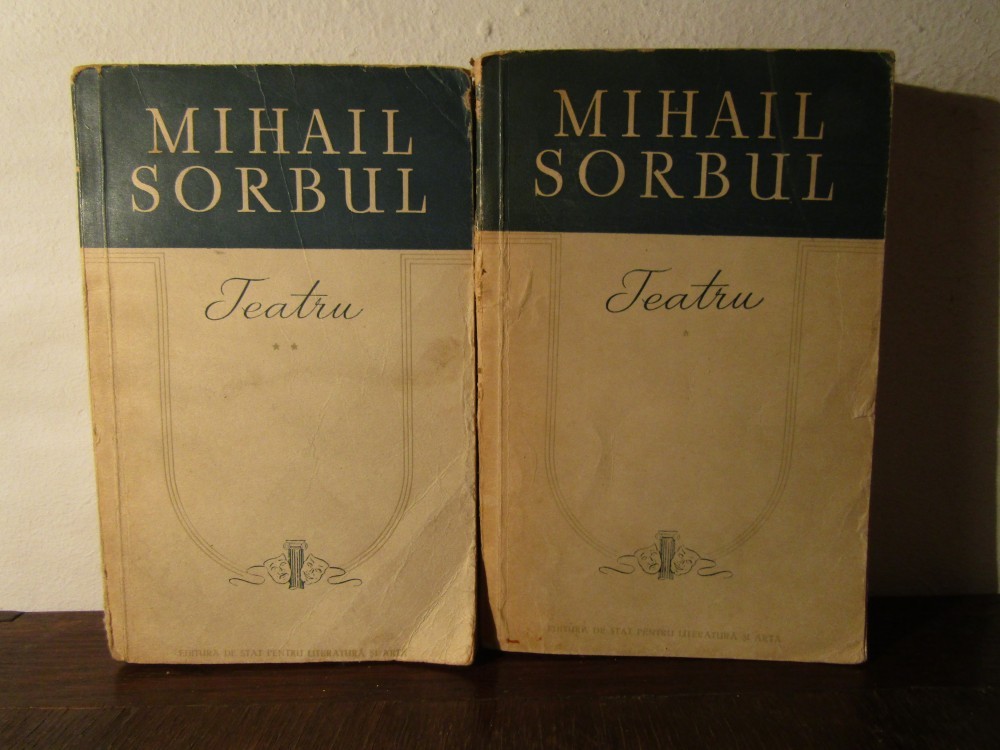 MIHAIL
SORBUL
Teatru
* *
EDITURA DE STAT PENTRU LITERATURĂ ȘI ARTĂ
MIHAIL
SORBUL
Teatru
*
EDITURA DE STAT PENTRU LITERATURĂ ȘI ARTĂ